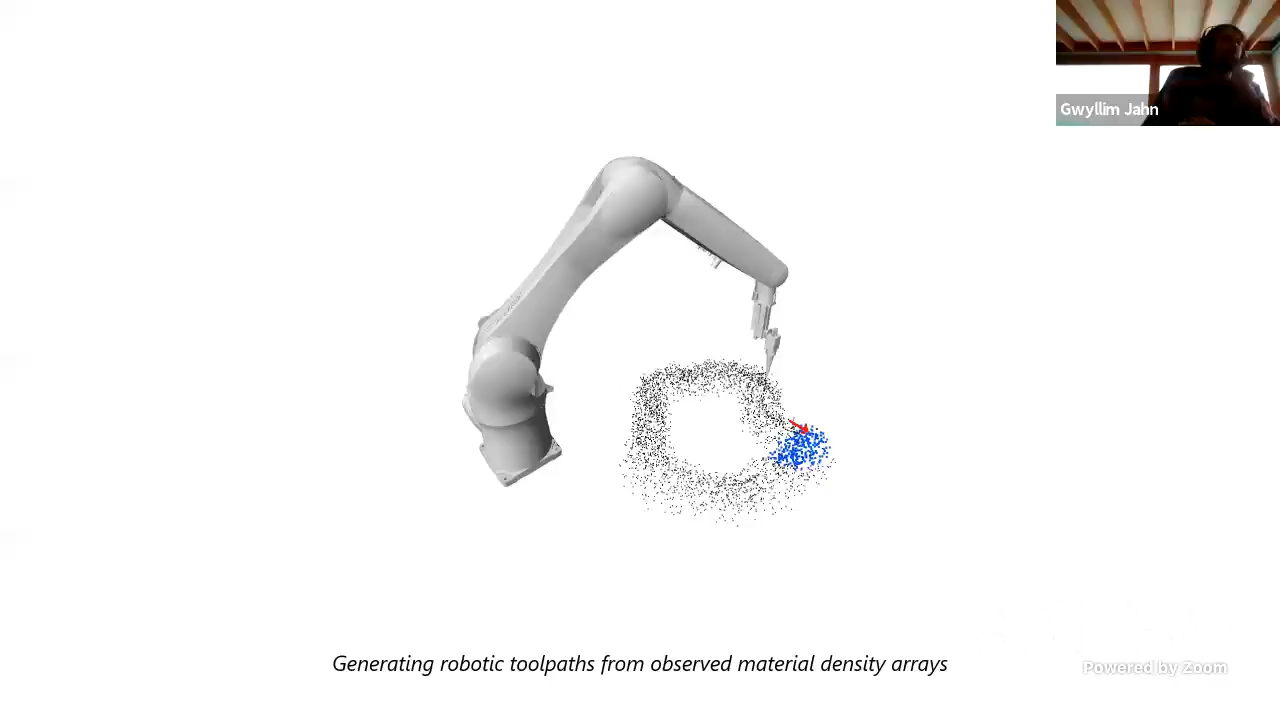 Gwyllim Jahn
Generating robotic toolpaths from observed material density arrays
Powered by Zoom